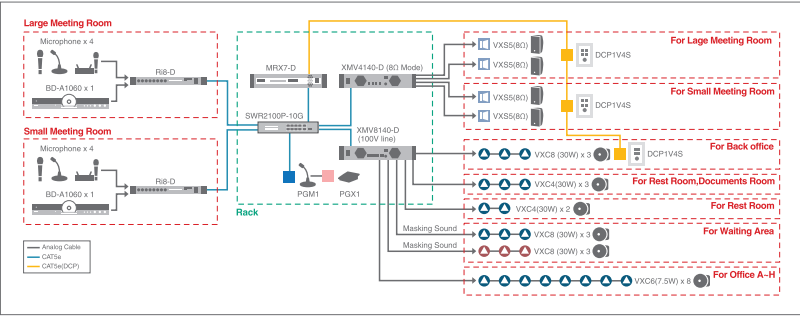 Large Meeting Room
Microphone x 4
Ri8-D
BD-A1060 x 1
Small Meeting Room
Microphone x 4
Ri8-D
BD-A1060 x 1
Analog Cable
CAT5e
CAT5e(DCP)
MRX7-D
XMV4140-D (8Ω Mode)
SWR2100P-10G
XMV8140-D
(100V line)
PGM1
PGX1
Rack
Masking Sound
Masking Sound
For Lage Meeting Room
VXS5(8Ω)
VXS5(8Ω)
DCP1V4S
For Small Meeting Room
VXS5(8Ω)
VXS5(8Ω)
DCP1V4S
For Back office
VXC8 (30W) x 3
DCP1V4S
For Rest Room,Documents Room
VXC4(30W) x 3
For Rest Room
VXC4(30W) x 2
For Waiting Area
VXC8 (30W) x 3
VXC8 (30W) x 3
For Office A~H
VXC6(7.5W) x 8